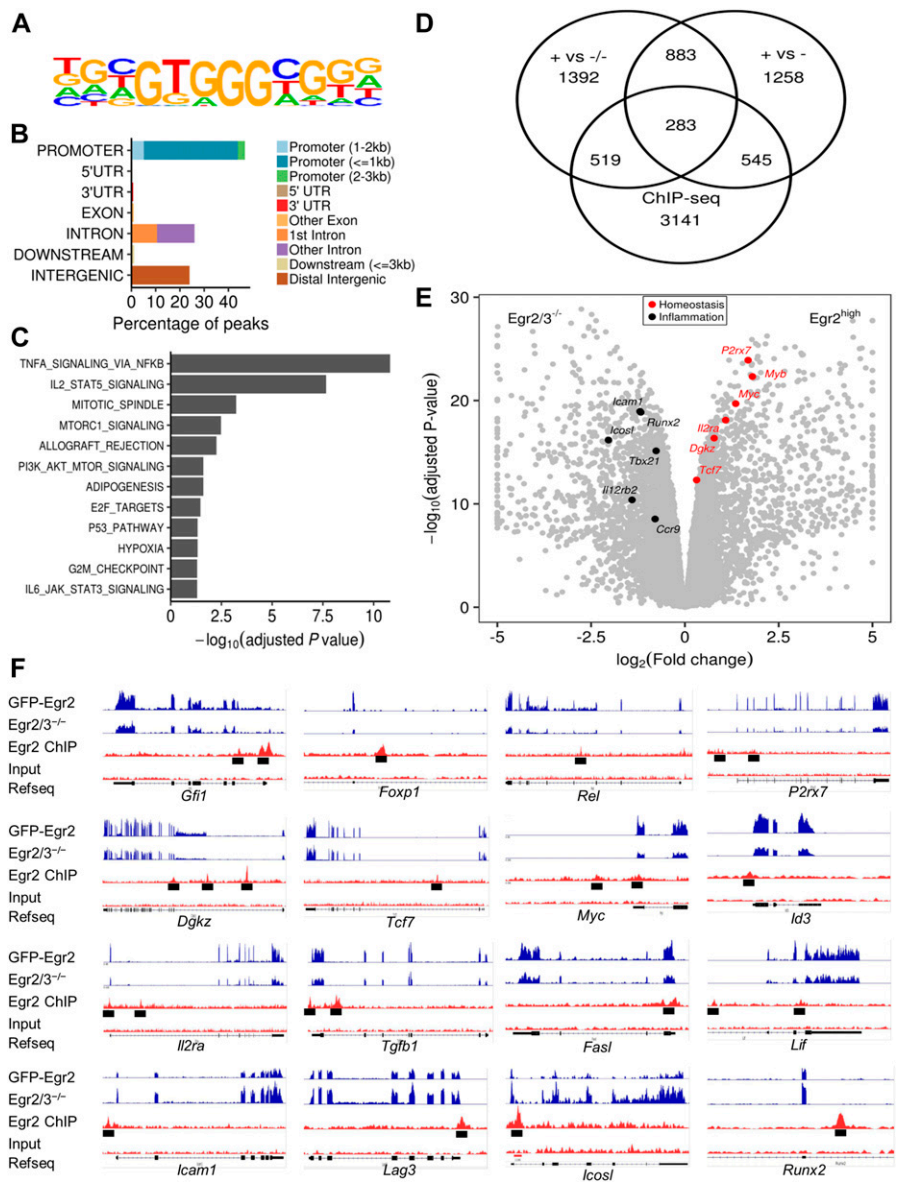 A
B
PROMOTER
5'UTR
3'UTR
EXON
INTRON
DOWNSTREAM
INTERGENIC
0 10 20 30 40
Percentage of peaks
Promoter (1-2kb)
Promoter (<=1kb)
Promoter (2-3kb)
5' UTR
3' UTR
Other Exon
1st Intron
Other Intron
Downstream (<=3kb)
Distal Intergenic
C
TNFA_SIGNALING_VIA_NFKB
IL2_STAT5_SIGNALING
MITOTIC_SPINDLE
MTORC1_SIGNALING
ALLOGRAFT_REJECTION
PI3K_AKT_MTOR_SIGNALING
ADIPOGENESIS
E2F_TARGETS
P53_PATHWAY
HYPOXIA
G2M_CHECKPOINT
IL6_JAK_STAT3_SIGNALING
0 2.5 5.0 7.5 10
−log10(adjusted P value)
D
+ vs -/-
1392
883
+ vs -
1258
283
519
545
ChIP-seq
3141
E
Homeostasis
Inflammation
Egr2/3-/-
Egr2high
P2rx7
Myb
Myc
Il2ra
Dgkz
Tcf7
Icam1
Runx2
Icosl
Tbx21
Il12rb2
Ccr9
30
20
10
0
−log10(adjusted P-value)
-5.0 -2.5 0 2.5 5.0
log2(Fold change)
F
GFP-Egr2
Egr2/3-/-
Egr2 ChIP
Input
Refseq
Gfi1 Foxp1 Rel P2rx7
GFP-Egr2
Egr2/3-/-
Egr2 ChIP
Input
Refseq
Dgkz Tcf7 Myc Id3
GFP-Egr2
Egr2/3-/-
Egr2 ChIP
Input
Refseq
Il2ra Tgfb1 Fasl Lif
GFP-Egr2
Egr2/3-/-
Egr2 ChIP
Input
Refseq
Icam1 Lag3 Icosl Runx2